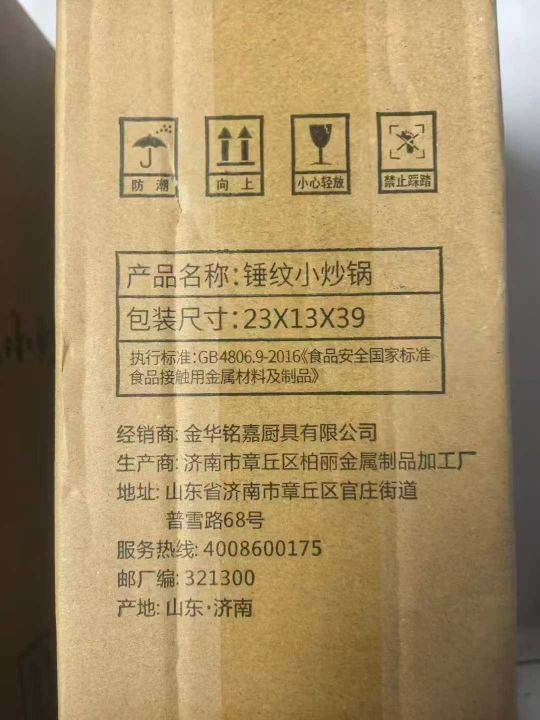 防潮
向上
小心轻放
禁止踩踏
产品名称:锤纹小炒锅
包装尺寸:23X13X39
执行标准:GB4806.9-2016《食品安全国家标准
食品接触用金属材料及制品》
经销商:金华铭嘉厨具有限公司
生产商:济南市章丘区柏丽金属制品加工厂
地址:山东省济南市章丘区官庄街道
普雪路68号
服务热线:4008600175
邮厂编:321300
产地:山东·济南